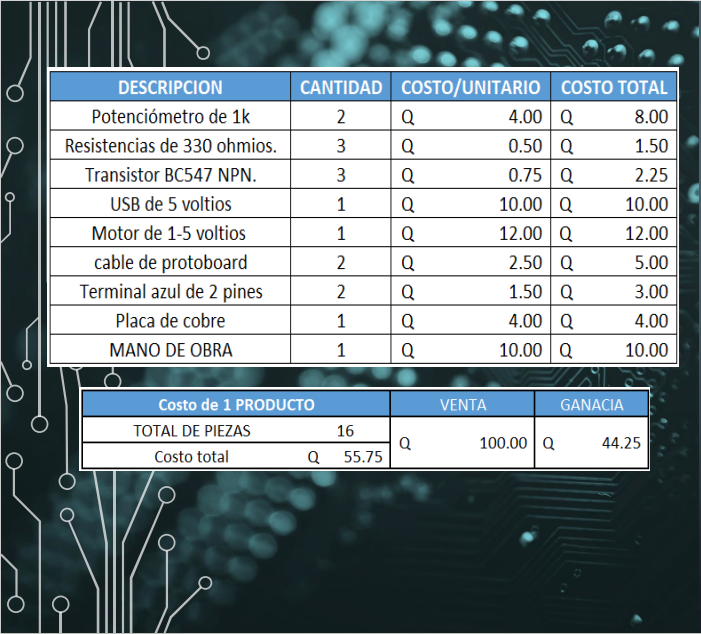 DESCRIPCION CANTIDAD COSTO/UNITARIO COSTO TOTAL
Potenciómetro de 1k 2 Q 4.00 Q 8.00
Resistencias de 330 ohmios. 3 Q 0.50 Q 1.50
Transistor BC547 NPN. 3 Q 0.75 Q 2.25
USB de 5 voltios 1 Q 10.00 Q 10.00
Motor de 1-5 voltios 1 Q 12.00 Q 12.00
cable de protoboard 2 Q 2.50 Q 5.00
Terminal azul de 2 pines 2 Q 1.50 Q 3.00
Placa de cobre 1 Q 4.00 Q 4.00
MANO DE OBRA 1 Q 10.00 Q 10.00
Costo de 1 PRODUCTO VENTA GANACIA
TOTAL DE PIEZAS 16
Q 100.00 Q 44.25
Costo total Q 55.75